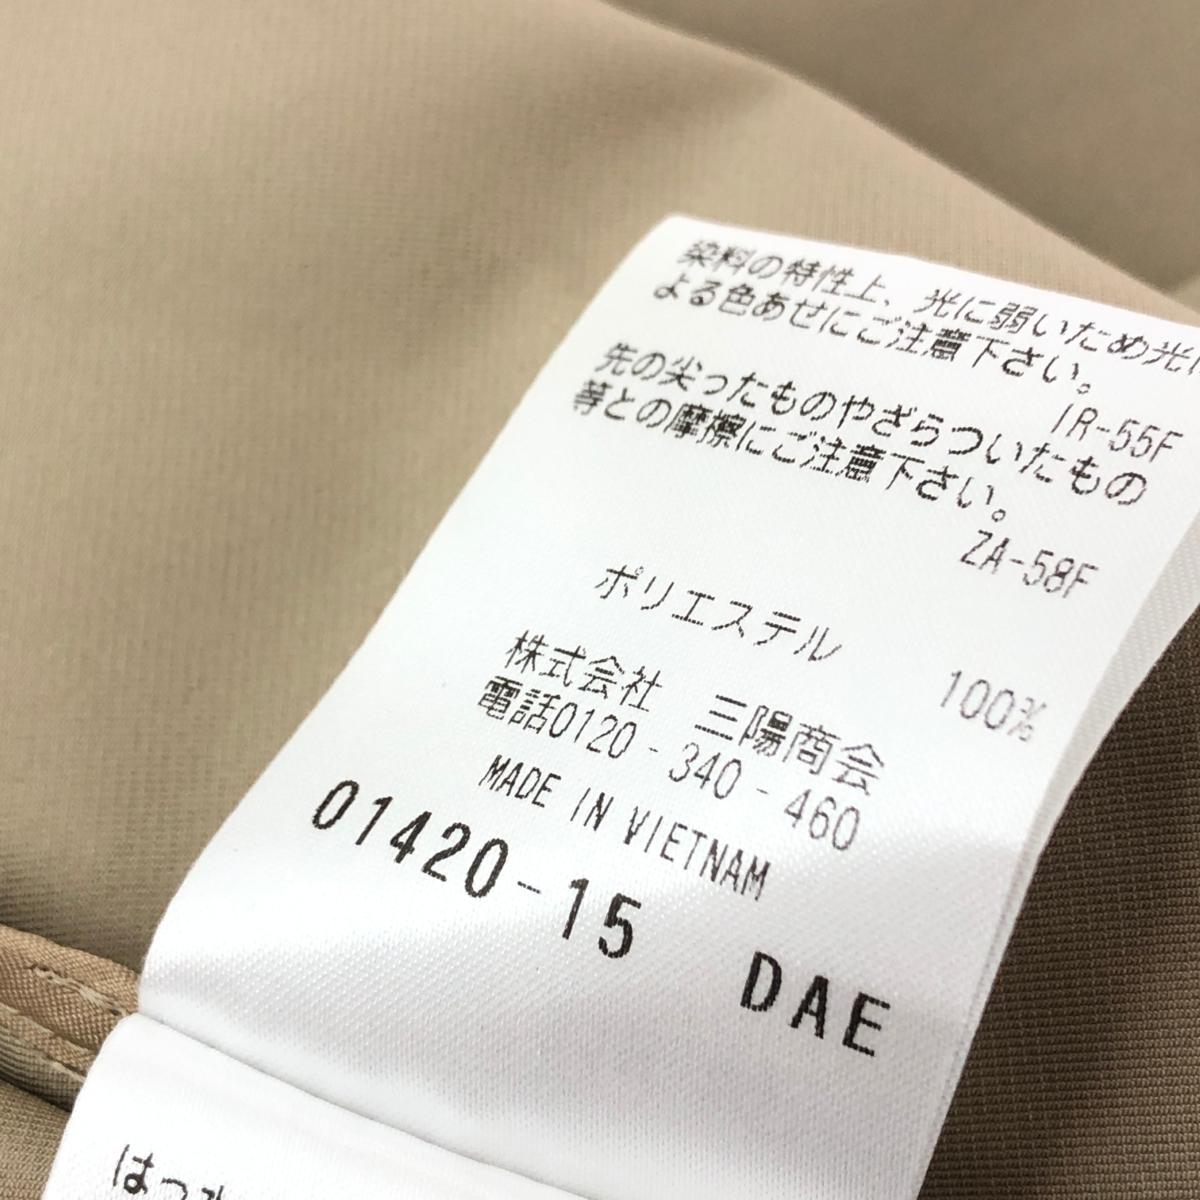 染料の特性上、光に弱いため光に
よる色あせにご注意下さい。
IR-55F
先の尖ったものやざらついたもの
等との摩擦にご注意下さい。
ZA-58F
ポリエステル 100%
株式会社 三陽商会
電話0120-340-460
MADE IN VIETNAM
01420-15 DAE
はっ水